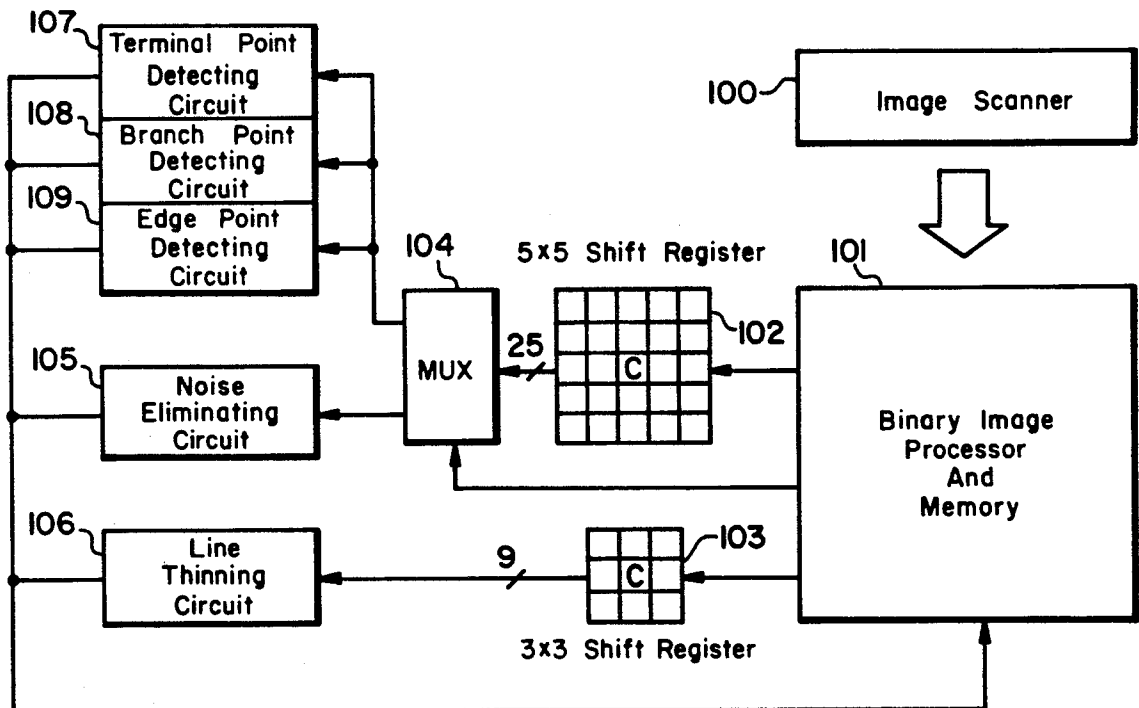 107
Terminal Point
Detecting
Circuit
108
Branch Point
Detecting
Circuit
109
Edge Point
Detecting
Circuit
100
Image Scanner
104
MUX
5x5 Shift Register
102
25
C
101
Binary Image
Processor
And
Memory
105
Noise
Eliminating
Circuit
106
Line
Thinning
Circuit
9
103
C
3x3 Shift Register